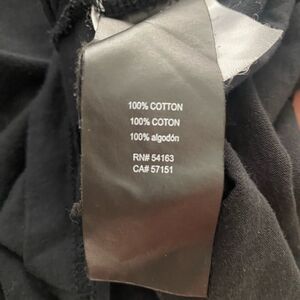 100% COTTON
100% COTON
100% algodón
RN# 54163
CA# 57151